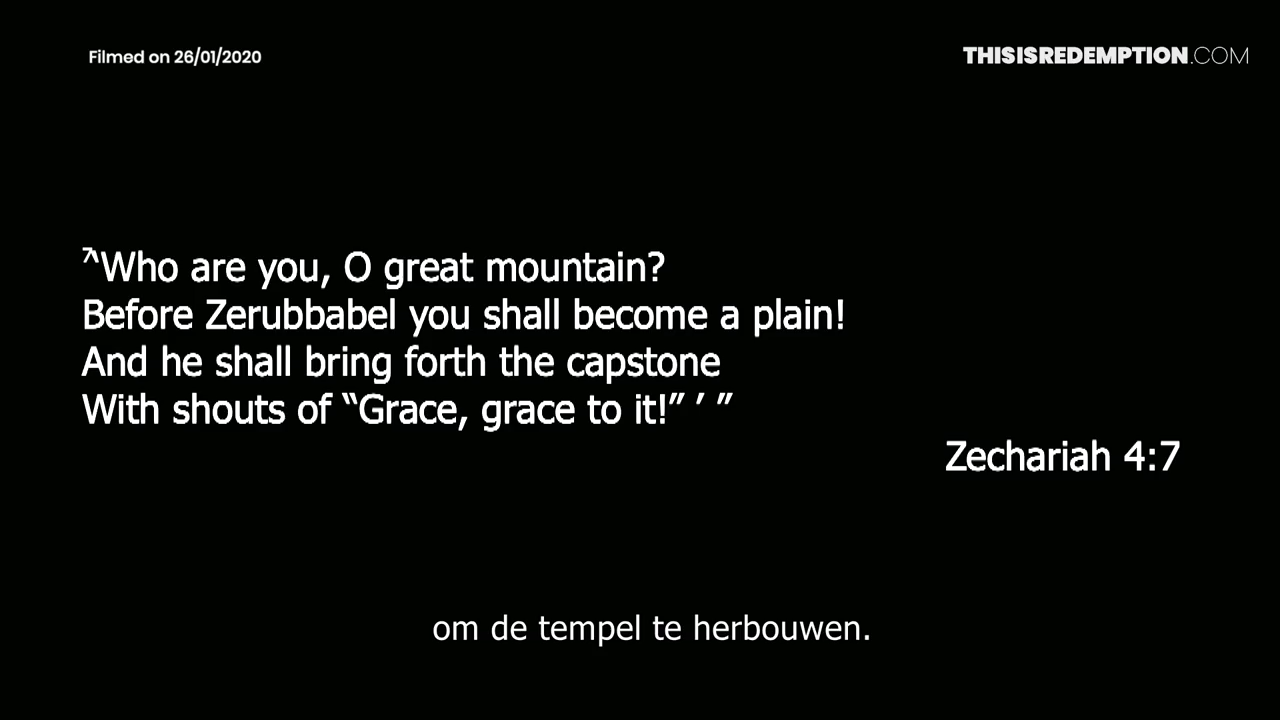 Filmed on 26/01/2020
THISISREDEMPTION.COM
⁷‘Who are you, O great mountain?
Before Zerubbabel you shall become a plain!
And he shall bring forth the capstone
With shouts of “Grace, grace to it!” ’ ”
Zechariah 4:7
om de tempel te herbouwen.